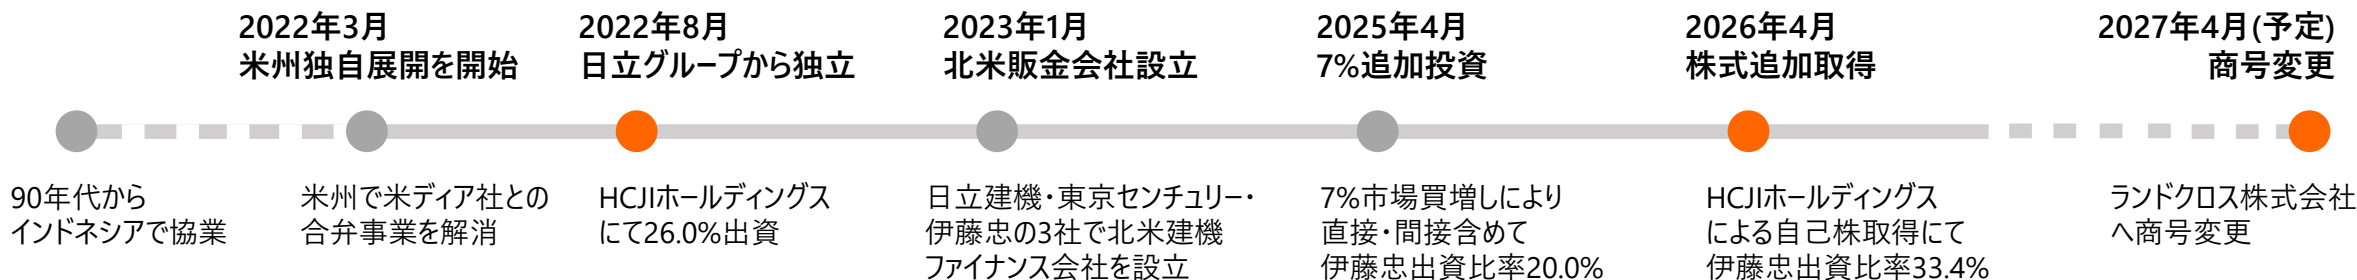 2022年3月
米州独自展開を開始
2022年8月
日立グループから独立
2023年1月
北米販金会社設立
2025年4月
7%追加投資
2026年4月
株式追加取得
2027年4月(予定)
商号変更
90年代から
インドネシアで協業
米州で米ディア社との
合弁事業を解消
HCJIホールディングス
にて26.0%出資
日立建機・東京センチュリー・
伊藤忠の3社で北米建機
ファイナンス会社を設立
7%市場買増しにより
直接・間接含めて
伊藤忠出資比率20.0%
HCJIホールディングス
による自己株取得にて
伊藤忠出資比率33.4%
ランドクロス株式会社
へ商号変更